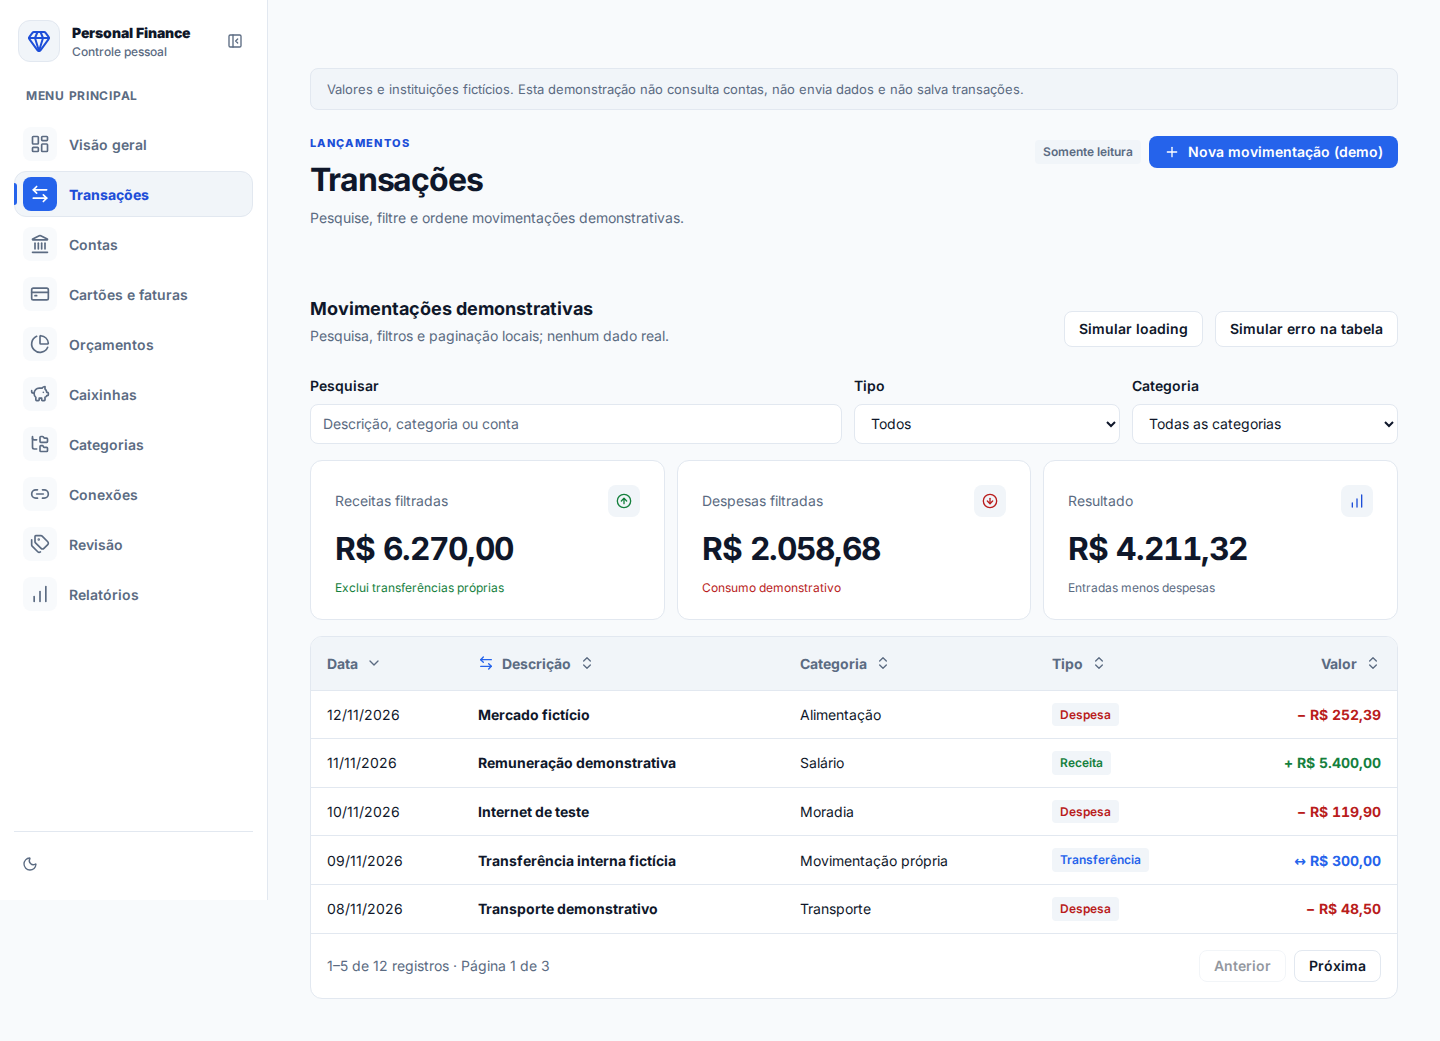 Personal Finance
Controle pessoal
MENU PRINCIPAL
Visão geral
Transações
Contas
Cartões e faturas
Orçamentos
Caixinhas
Categorias
Conexões
Revisão
Relatórios
Valores e instituições fictícios. Esta demonstração não consulta contas, não envia dados e não salva transações.
LANÇAMENTOS
Somente leitura
Nova movimentação (demo)
Transações
Pesquise, filtre e ordene movimentações demonstrativas.
Movimentações demonstrativas
Pesquisa, filtros e paginação locais; nenhum dado real.
Simular loading
Simular erro na tabela
Pesquisar
Tipo
Categoria
Descrição, categoria ou conta
Todos
Todas as categorias
Receitas filtradas
R$ 6.270,00
Exclui transferências próprias
Despesas filtradas
R$ 2.058,68
Consumo demonstrativo
Resultado
R$ 4.211,32
Entradas menos despesas
Data Descrição Categoria Tipo Valor
12/11/2026 Mercado fictício Alimentação Despesa − R$ 252,39
11/11/2026 Remuneração demonstrativa Salário Receita + R$ 5.400,00
10/11/2026 Internet de teste Moradia Despesa − R$ 119,90
09/11/2026 Transferência interna fictícia Movimentação própria Transferência ↔ R$ 300,00
08/11/2026 Transporte demonstrativo Transporte Despesa − R$ 48,50
1–5 de 12 registros · Página 1 de 3
Anterior
Próxima